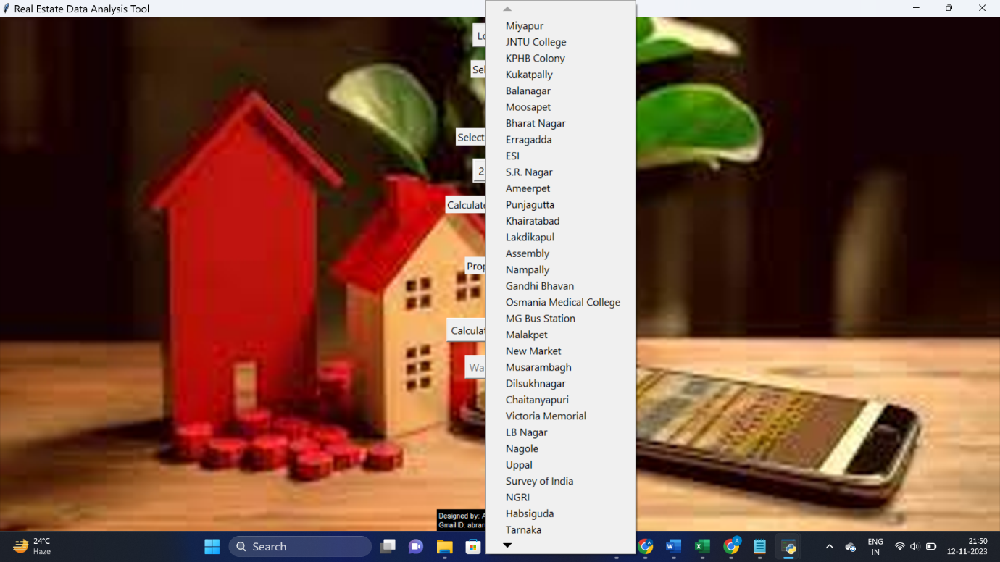 Real Estate Data Analysis Tool
Lo
Sel
Select
2
Calculate
Prop
Calculat
Wa
Miyapur
JNTU College
KPHB Colony
Kukatpally
Balanagar
Moosapet
Bharat Nagar
Erragadda
ESI
S.R. Nagar
Ameerpet
Punjagutta
Khairatabad
Lakdikapul
Assembly
Nampally
Gandhi Bhavan
Osmania Medical College
MG Bus Station
Malakpet
New Market
Musarambagh
Dilsukhnagar
Chaitanyapuri
Victoria Memorial
LB Nagar
Nagole
Uppal
Survey of India
NGRI
Habsiguda
Tarnaka
Designed by: A
Gmail ID: abrar
24°C
Haze
Search
ENG
IN
21:50
12-11-2023